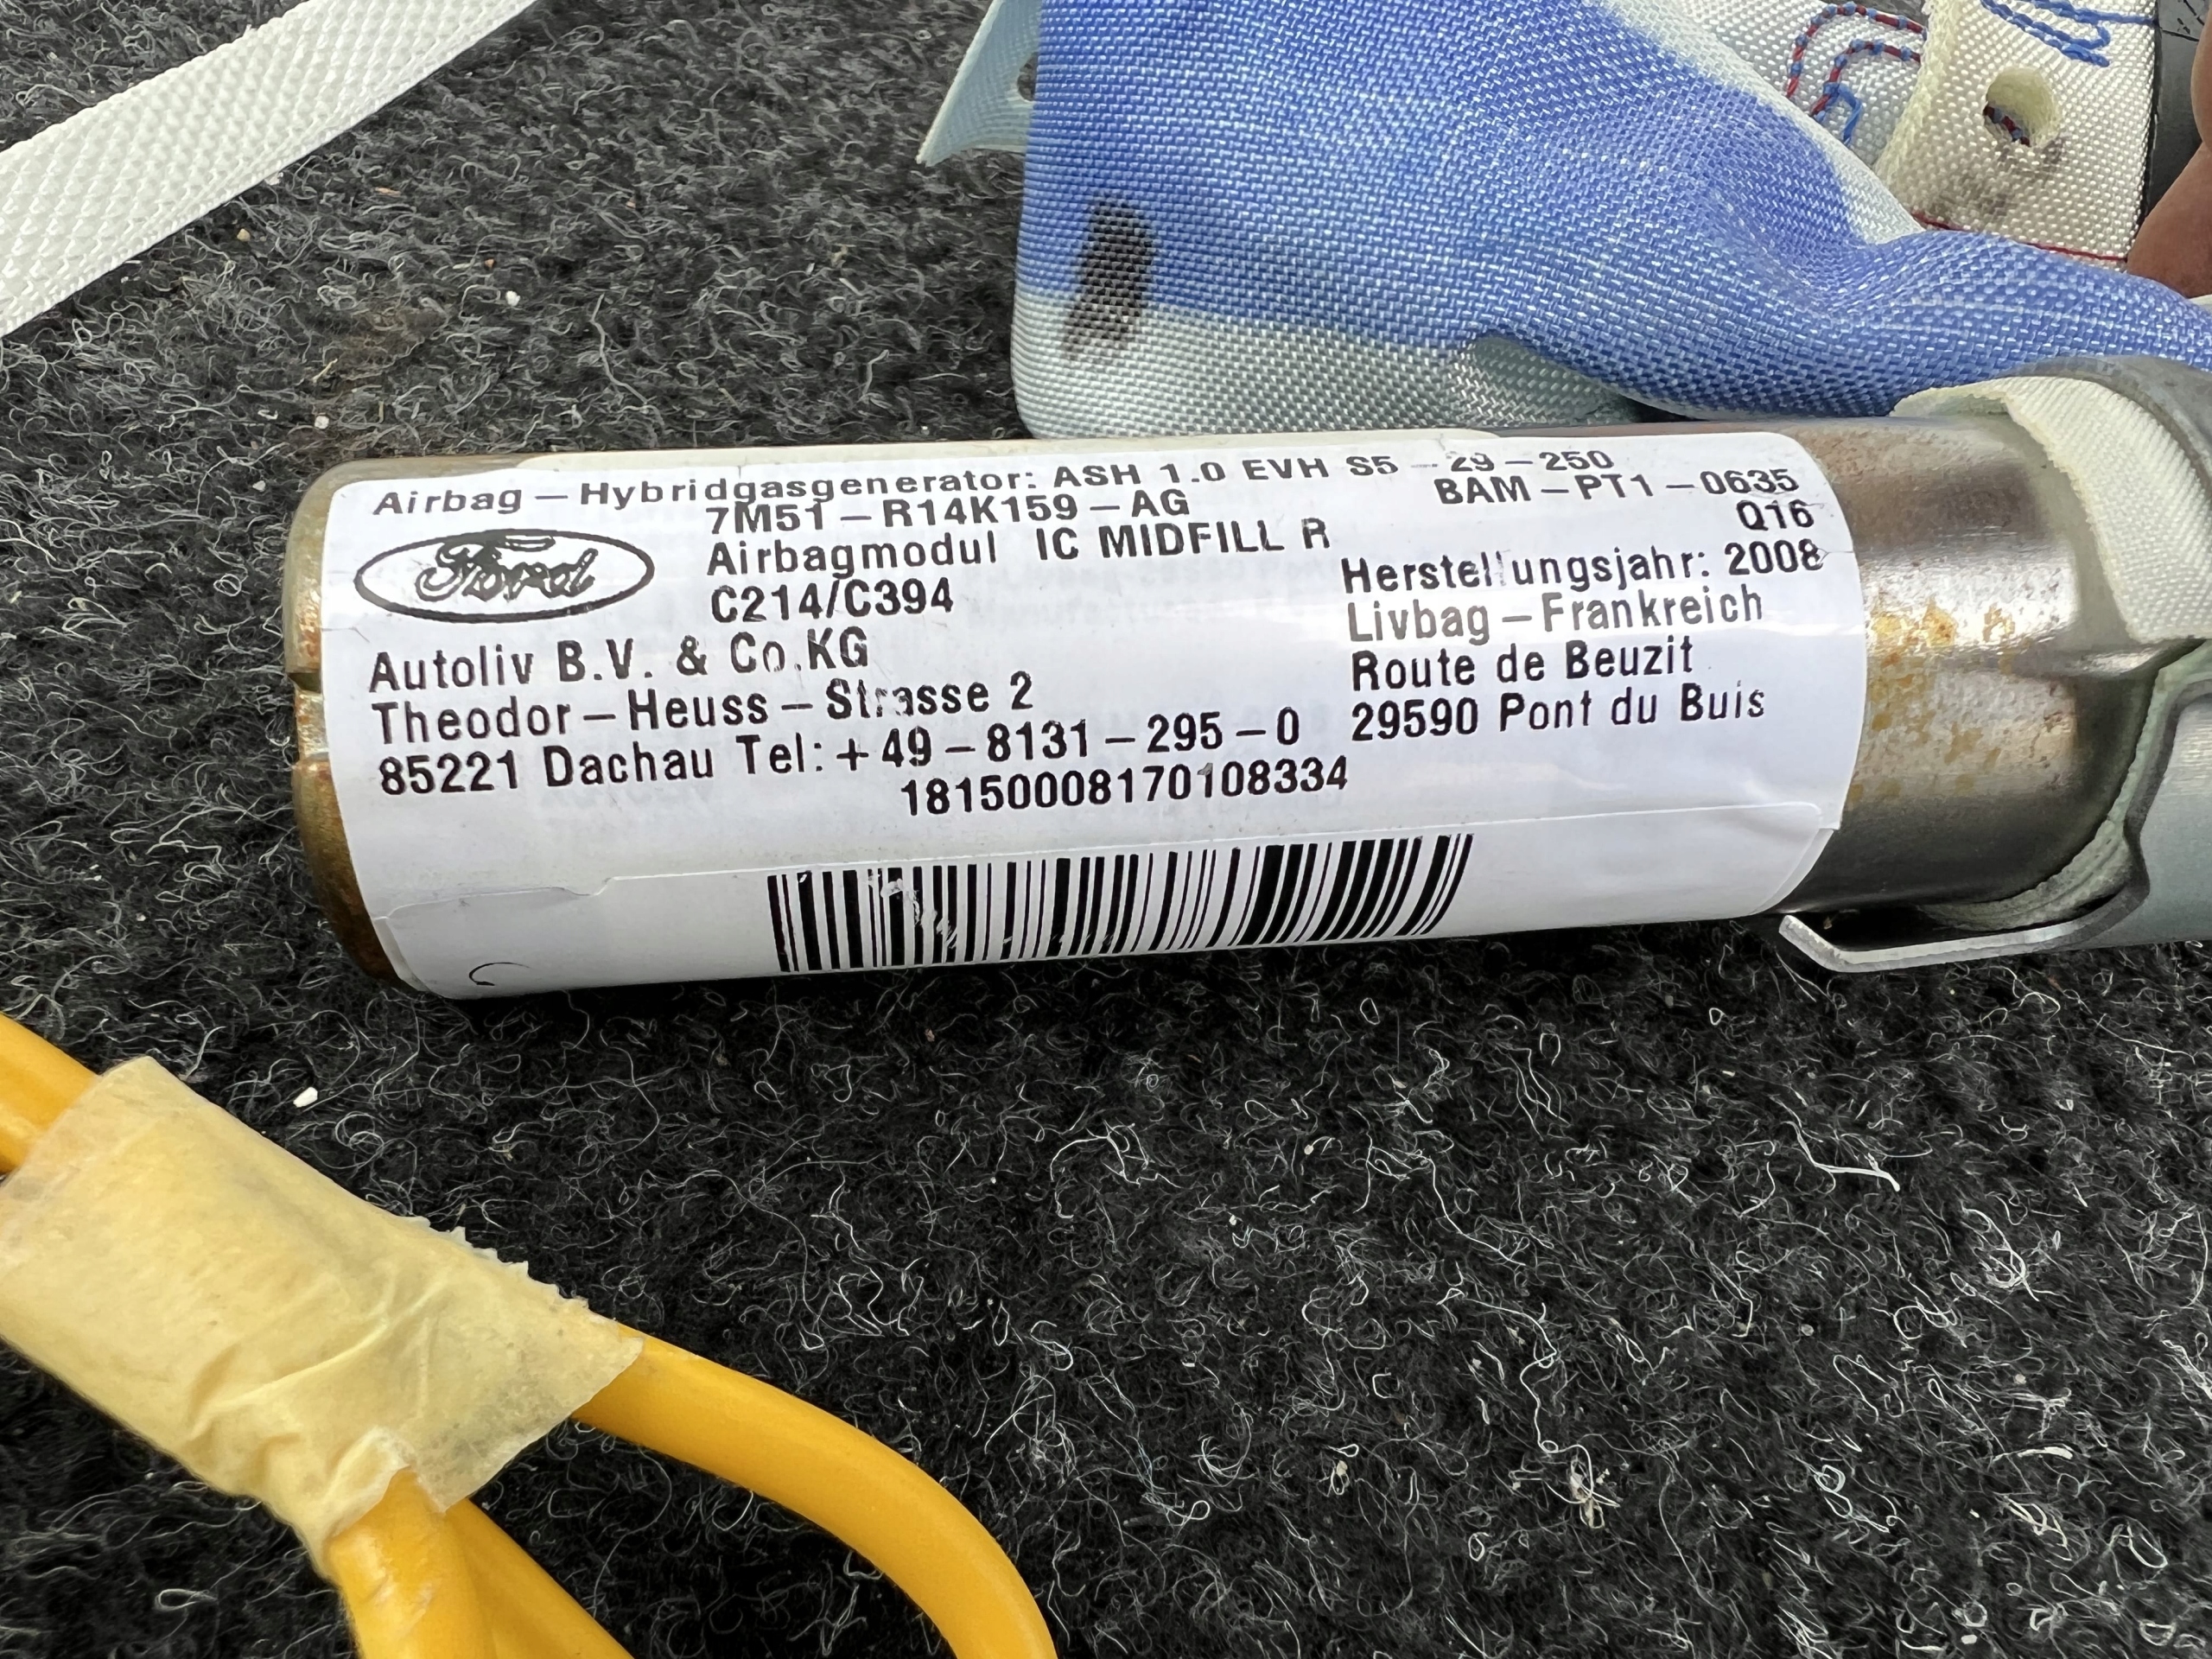 Airbag – Hybridgasgenerator: ASH 1.0 EVH S5 – 29 – 250
7M51 – R14K159 – AG
BAM – PT1 – 0635
Q16
Ford
Airbagmodul IC MIDFILL R
C214/C394
Herstellungsjahr: 2008
Livbag – Frankreich
Route de Beuzit
29590 Pont du Buis
Autoliv B.V. & Co.KG
Theodor – Heuss – Strasse 2
85221 Dachau Tel: + 49 – 8131 – 295 – 0
18150008170108334